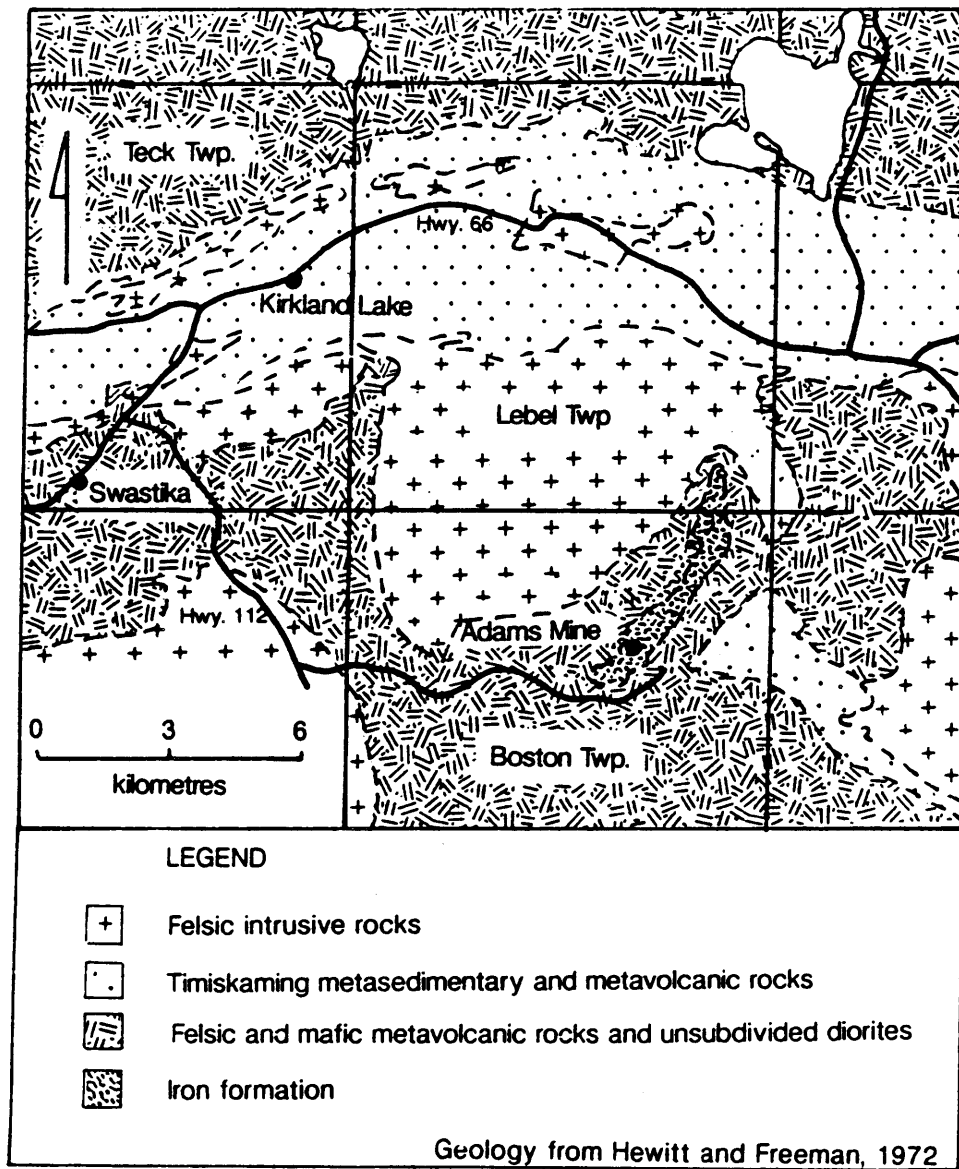 Teck Twp.
Hwy. 66
Kirkland Lake
Lebel Twp
Swastika
Hwy. 112
Adams Mine
Boston Twp.
0 3 6
kilometres
LEGEND
Felsic intrusive rocks
Timiskaming metasedimentary and metavolcanic rocks
Felsic and mafic metavolcanic rocks and unsubdivided diorites
Iron formation
Geology from Hewitt and Freeman, 1972